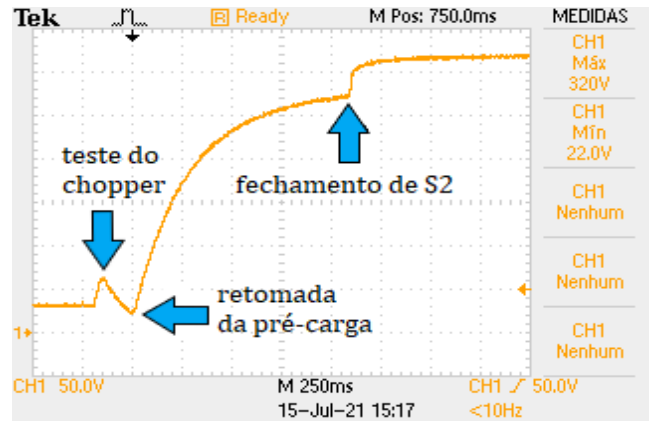 Tek
R Ready
M Pos: 750.0ms
MEDIDAS
CH1
Máx
320V
CH1
Mín
22.0V
CH1
Nenhum
CH1
Nenhum
CH1
Nenhum
teste do
chopper
fechamento de S2
retomada
da pré-carga
1
CH1 50.0V
M 250ms
CH1 50.0V
15-Jul-21 15:17
<10Hz